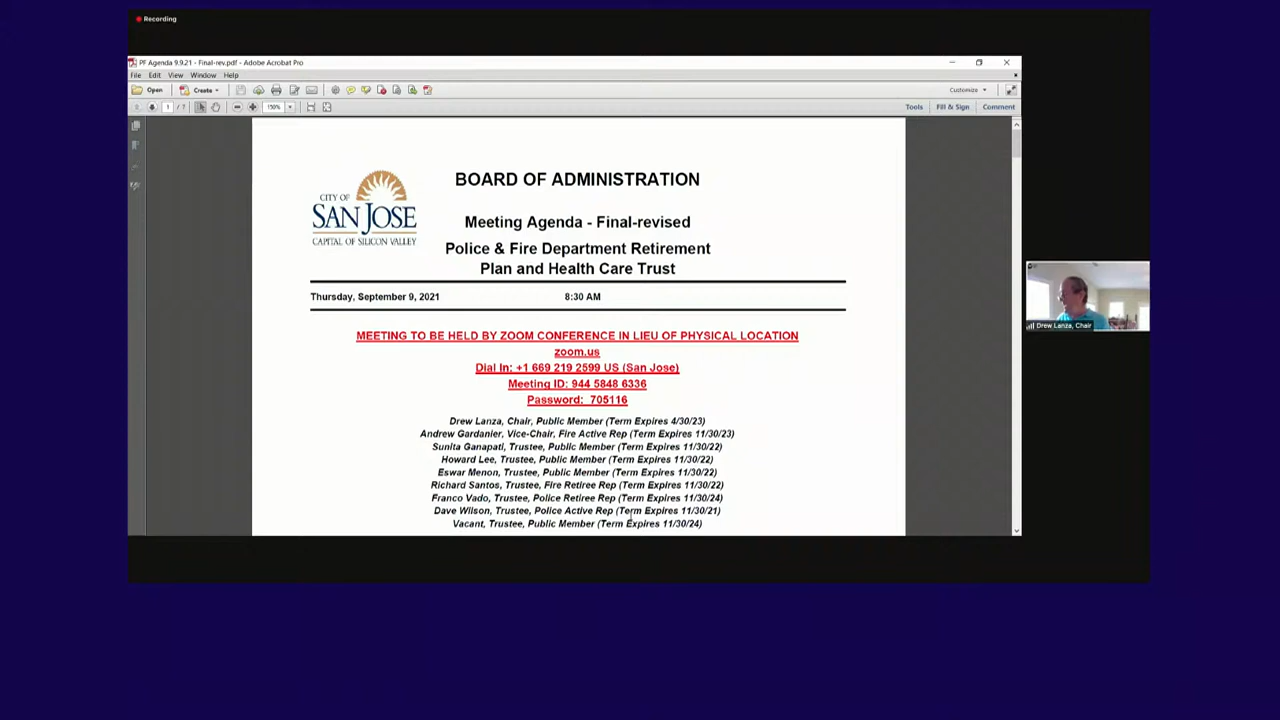 Recording
PF Agenda 9.9.21 - Final-rev.pdf - Adobe Acrobat Pro
File Edit View Window Help
Open Create Customize
1 / 7 150% Tools Fill & Sign Comment
CITY OF
SAN JOSE
CAPITAL OF SILICON VALLEY
BOARD OF ADMINISTRATION
Meeting Agenda - Final-revised
Police & Fire Department Retirement
Plan and Health Care Trust
Thursday, September 9, 2021 8:30 AM
MEETING TO BE HELD BY ZOOM CONFERENCE IN LIEU OF PHYSICAL LOCATION
zoom.us
Dial In: +1 669 219 2599 US (San Jose)
Meeting ID: 944 5848 6336
Password: 705116
Drew Lanza, Chair, Public Member (Term Expires 4/30/23)
Andrew Gardanier, Vice-Chair, Fire Active Rep (Term Expires 11/30/23)
Sunita Ganapati, Trustee, Public Member (Term Expires 11/30/22)
Howard Lee, Trustee, Public Member (Term Expires 11/30/22)
Eswar Menon, Trustee, Public Member (Term Expires 11/30/22)
Richard Santos, Trustee, Fire Retiree Rep (Term Expires 11/30/22)
Franco Vado, Trustee, Police Retiree Rep (Term Expires 11/30/24)
Dave Wilson, Trustee, Police Active Rep (Term Expires 11/30/21)
Vacant, Trustee, Public Member (Term Expires 11/30/24)
Drew Lanza, Chair